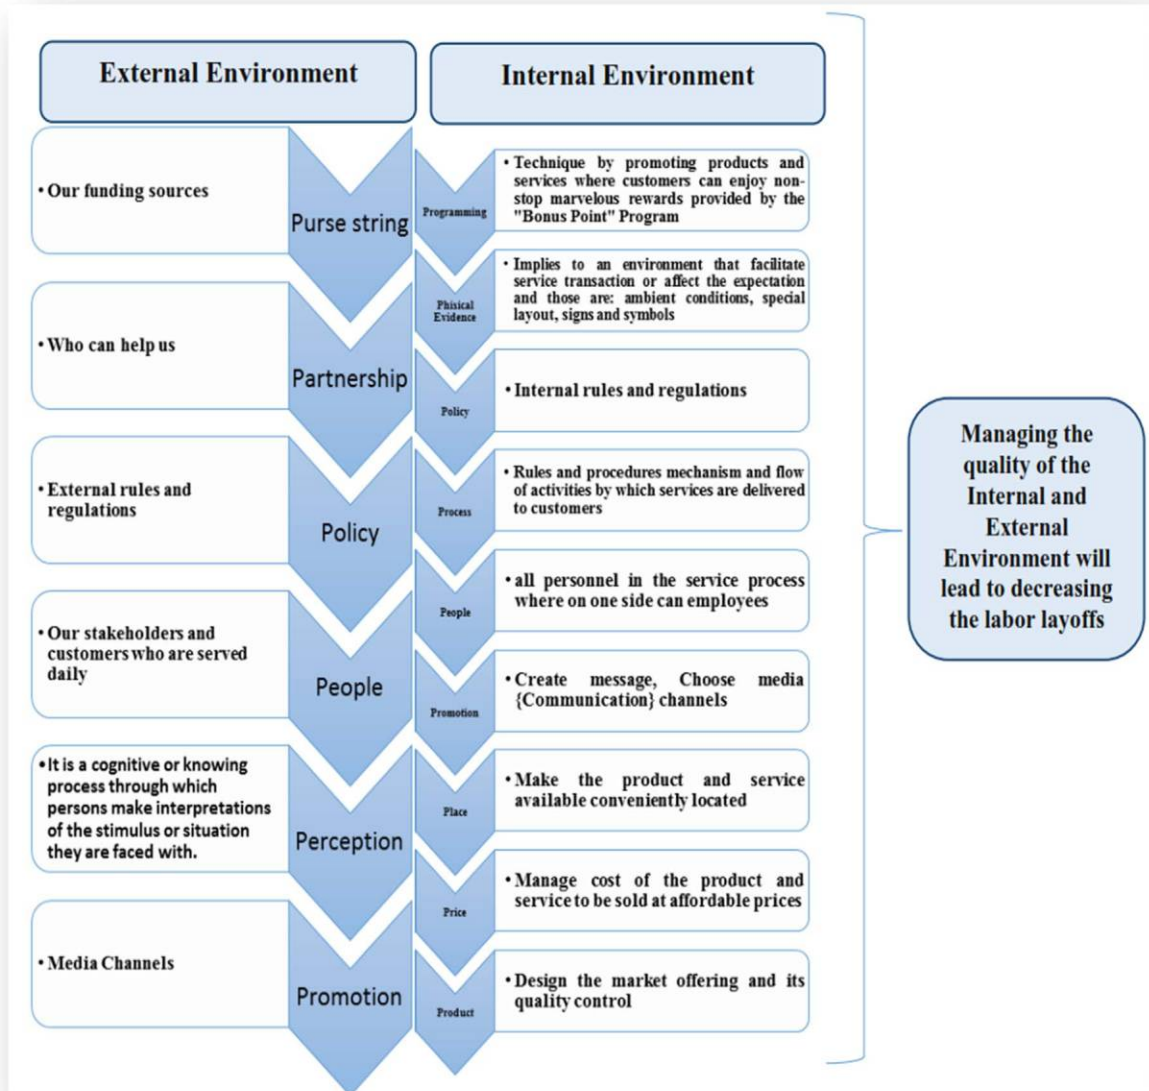 External Environment
• Our funding sources
Purse string
• Who can help us
Partnership
• External rules and
regulations
Policy
• Our stakeholders and
customers who are served
daily
People
• It is a cognitive or knowing
process through which
persons make interpretations
of the stimulus or situation
they are faced with.
Perception
• Media Channels
Promotion
Internal Environment
Programming
• Technique by promoting products and
services where customers can enjoy non-
stop marvelous rewards provided by the
"Bonus Point" Program
Phisical
Evidence
• Implies to an environment that facilitate
service transaction or affect the expectation
and those are: ambient conditions, special
layout, signs and symbols
Policy
• Internal rules and regulations
Process
• Rules and procedures mechanism and flow
of activities by which services are delivered
to customers
People
• all personnel in the service process
where on one side can employees
Promotion
• Create message, Choose media
{Communication} channels
Place
• Make the product and service
available conveniently located
Price
• Manage cost of the product and
service to be sold at affordable prices
Product
• Design the market offering and its
quality control
Managing the
quality of the
Internal and
External
Environment will
lead to decreasing
the labor layoffs